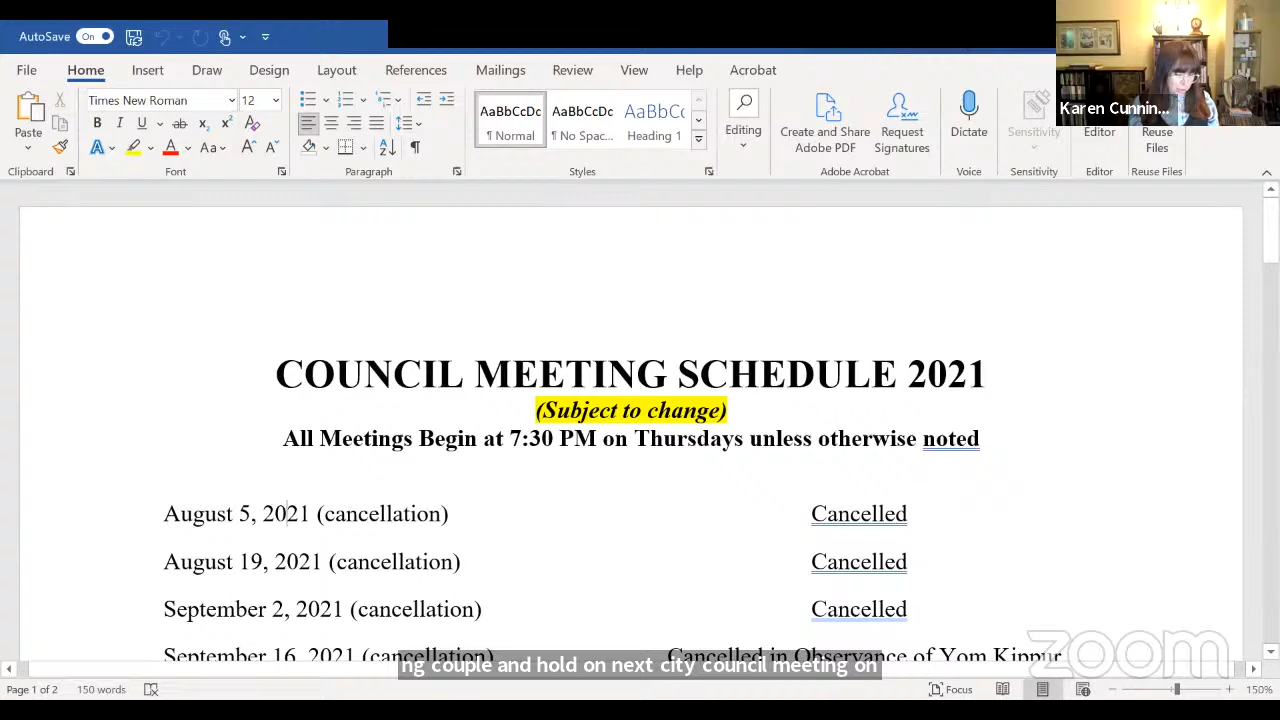 AutoSave On
File Home Insert Draw Design Layout References Mailings Review View Help Acrobat
Karen Cunnin...
Times New Roman 12
AaBbCcDc AaBbCcDc AaBbCc
¶ Normal ¶ No Spac... Heading 1
Paste
Editing
Create and Share Adobe PDF
Request Signatures
Dictate
Sensitivity
Editor
Reuse Files
Clipboard Font Paragraph Styles Adobe Acrobat Voice Sensitivity Editor Reuse Files
COUNCIL MEETING SCHEDULE 2021
(Subject to change)
All Meetings Begin at 7:30 PM on Thursdays unless otherwise noted
August 5, 2021 (cancellation) Cancelled
August 19, 2021 (cancellation) Cancelled
September 2, 2021 (cancellation) Cancelled
September 16, 2021 (cancellation) Cancelled in Observance of Yom Kippur
ng couple and hold on next city council meeting on
zoom
Page 1 of 2 150 words Focus 150%